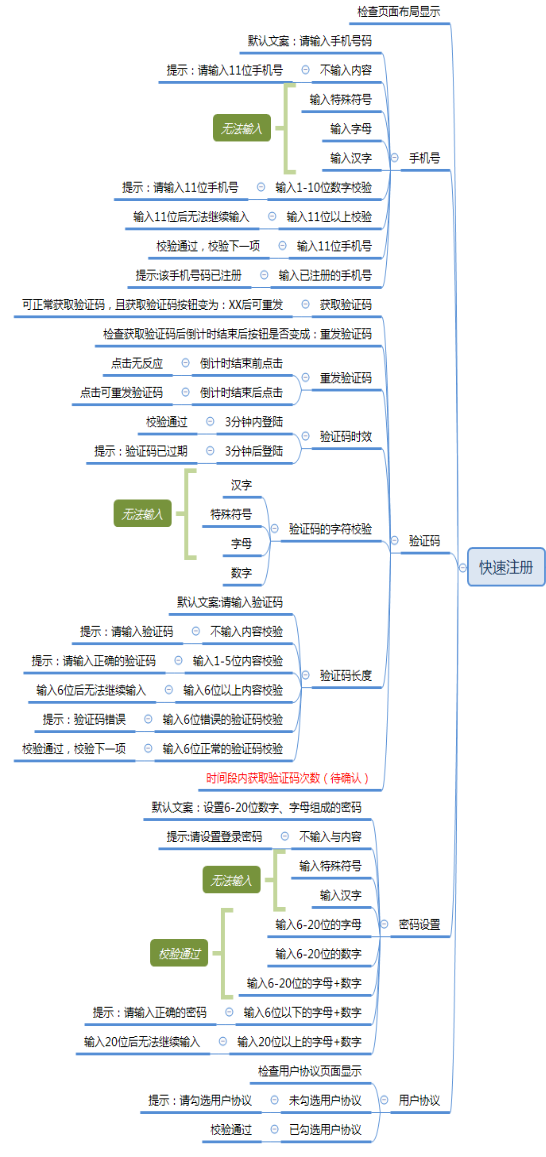 检查页面布局显示
默认文案：请输入手机号码
提示：请输入11位手机号
不输入内容
输入特殊符号
无法输入
输入字母
输入汉字
手机号
提示：请输入11位手机号
输入1-10位数字校验
输入11位后无法继续输入
输入11位以上校验
校验通过，校验下一项
输入11位手机号
提示:该手机号码已注册
输入已注册的手机号
可正常获取验证码，且获取验证码按钮变为：XX后可重发
获取验证码
检查获取验证码后倒计时结束后按钮是否变成：重发验证码
点击无反应
倒计时结束前点击
重发验证码
点击可重发验证码
倒计时结束后点击
校验通过
3分钟内登陆
验证码时效
提示：验证码已过期
3分钟后登陆
汉字
无法输入
特殊符号
验证码的字符校验
字母
数字
验证码
快速注册
默认文案:请输入验证码
提示：请输入验证码
不输入内容校验
提示：请输入正确的验证码
输入1-5位内容校验
验证码长度
输入6位后无法继续输入
输入6位以上内容校验
提示：验证码错误
输入6位错误的验证码校验
校验通过，校验下一项
输入6位正常的验证码校验
时间段内获取验证码次数（待确认）
默认文案：设置6-20位数字、字母组成的密码
提示:请设置登录密码
不输入与内容
输入特殊符号
无法输入
输入汉字
输入6-20位的字母
密码设置
校验通过
输入6-20位的数字
输入6-20位的字母+数字
提示：请输入正确的密码
输入6位以下的字母+数字
输入20位后无法继续输入
输入20位以上的字母+数字
检查用户协议页面显示
提示：请勾选用户协议
未勾选用户协议
用户协议
校验通过
已勾选用户协议